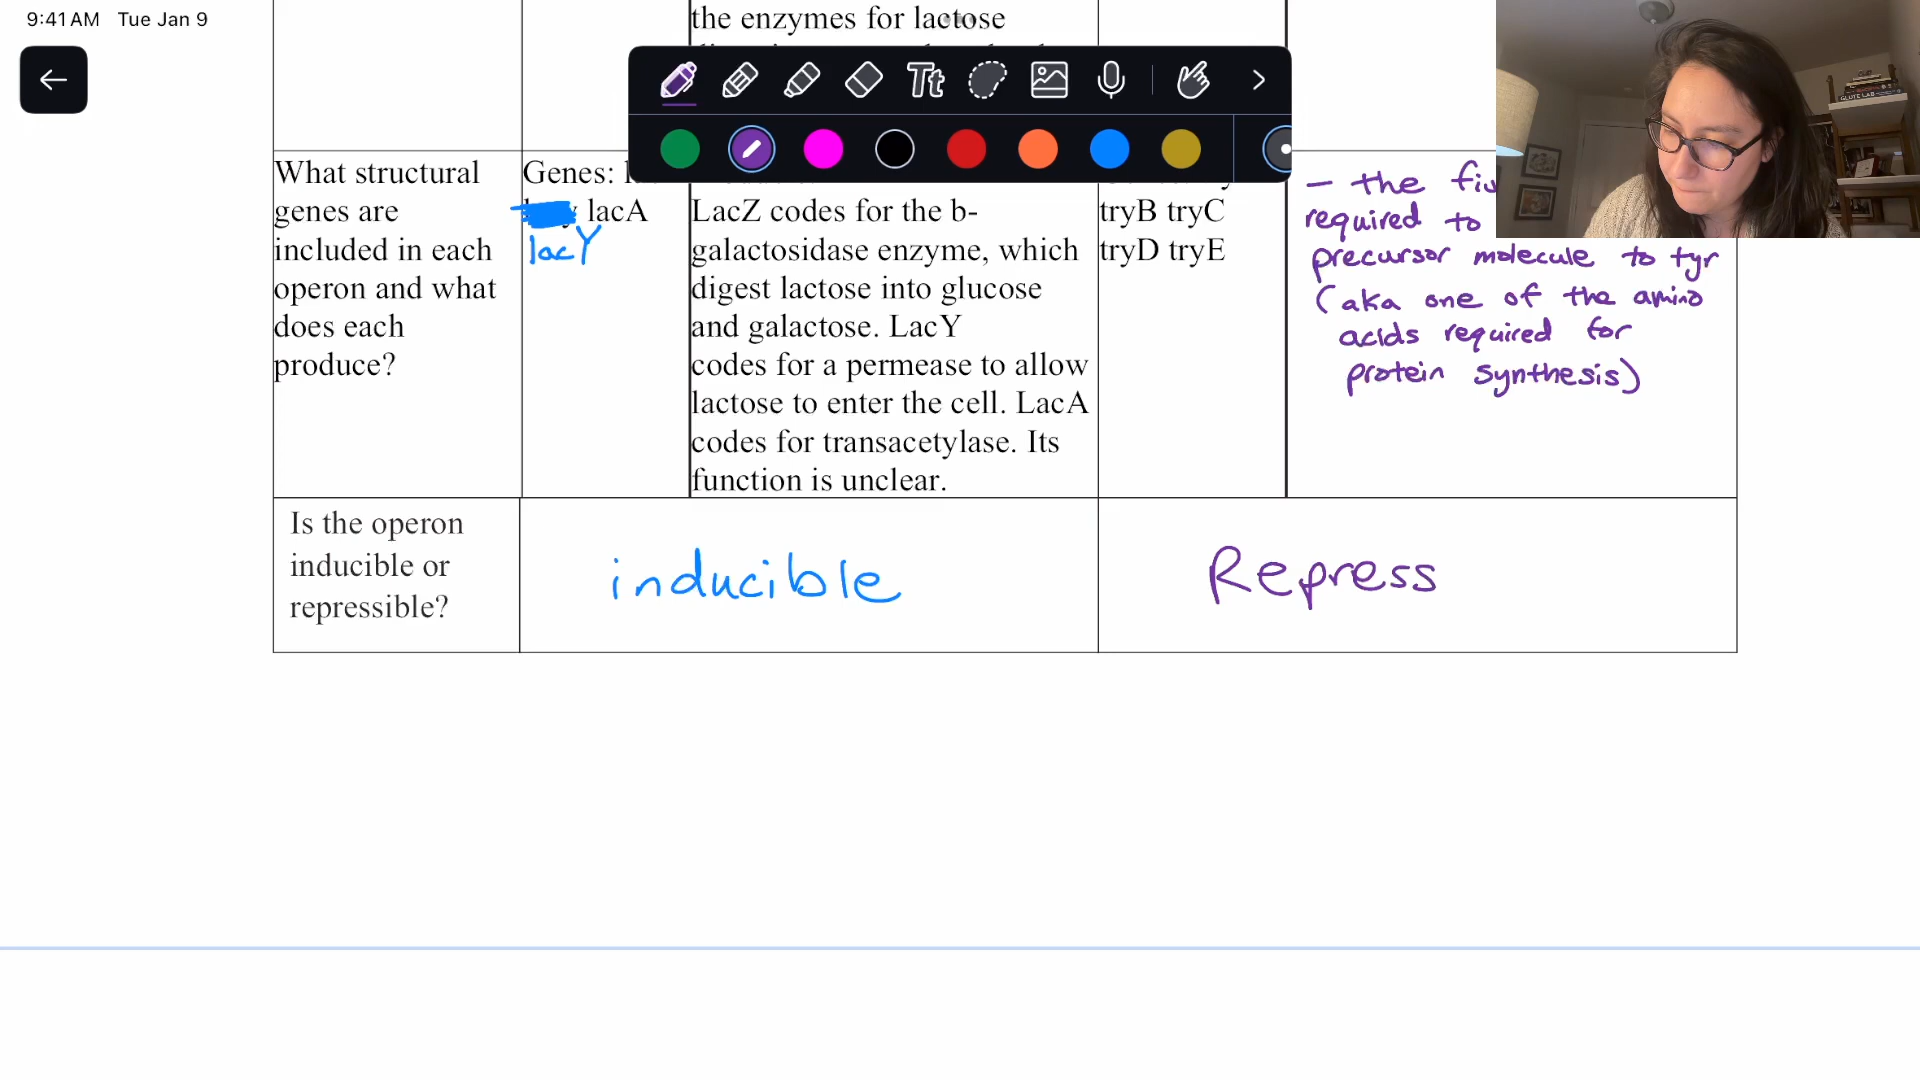 9:41 AM Tue Jan 9
the enzymes for lactose
What structural
genes are
included in each
operon and what
does each
produce?
Genes:
lacA
lacY
LacZ codes for the b-
galactosidase enzyme, which
digest lactose into glucose
and galactose. LacY
codes for a permease to allow
lactose to enter the cell. LacA
codes for transacetylase. Its
function is unclear.
tryB tryC
tryD tryE
- the
required to
precursor molecule to tyr
(aka one of the amino
acids required for
protein synthesis)
Is the operon
inducible or
repressible?
inducible
Repress
Tt
GLUTE LAB